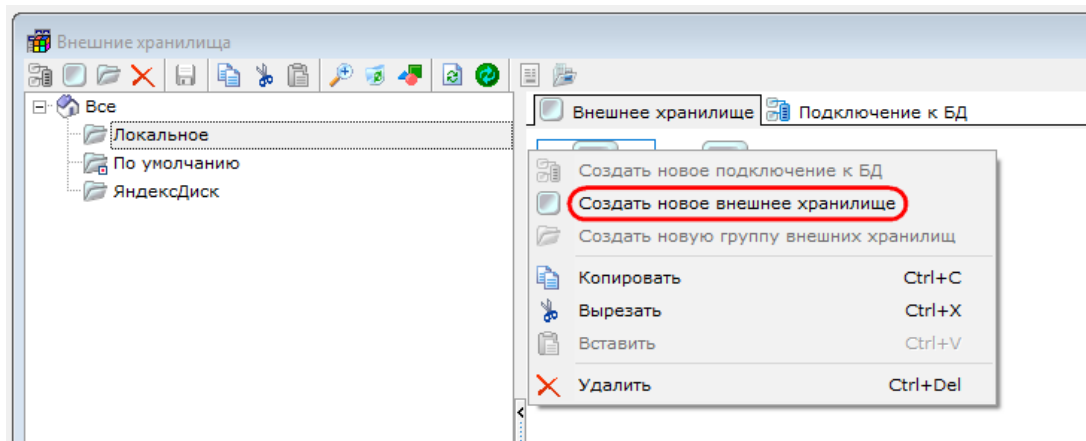 Внешние хранилища
Все
Локальное
По умолчанию
ЯндексДиск
Внешнее хранилище Подключение к БД
Создать новое подключение к БД
Создать новое внешнее хранилище
Создать новую группу внешних хранилищ
Копировать Ctrl+C
Вырезать Ctrl+X
Вставить Ctrl+V
Удалить Ctrl+Del